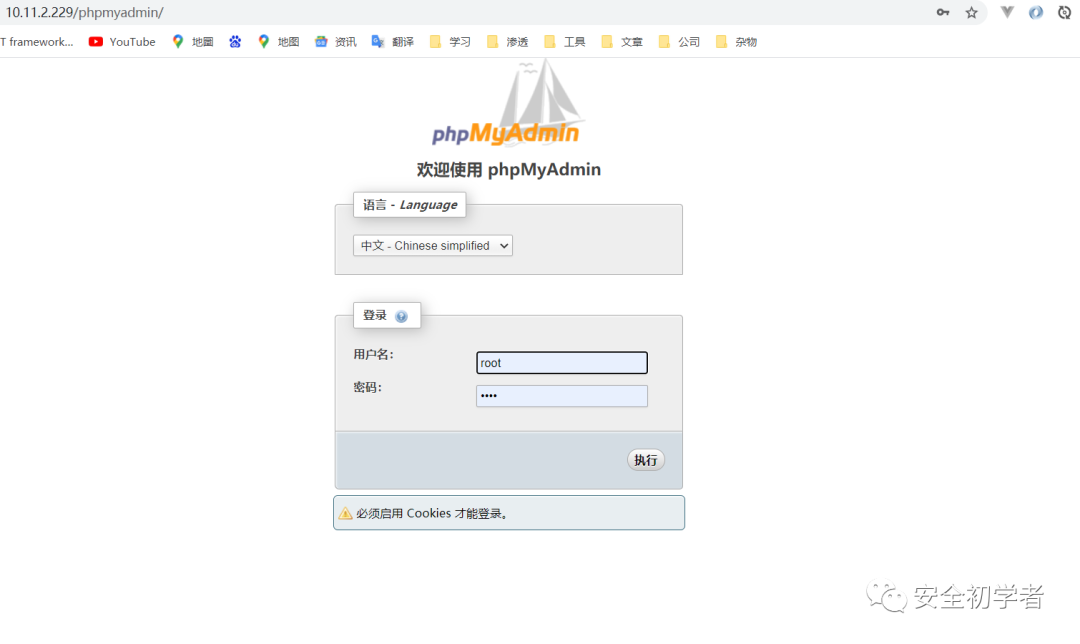 10.11.2.229/phpmyadmin/
T framework... YouTube 地圖 地图 资讯 翻译 学习 渗透 工具 文章 公司 杂物
phpMyAdmin
欢迎使用 phpMyAdmin
语言 - Language
中文 - Chinese simplified
登录
用户名：
root
密码：
••••
执行
必须启用 Cookies 才能登录。
安全初学者